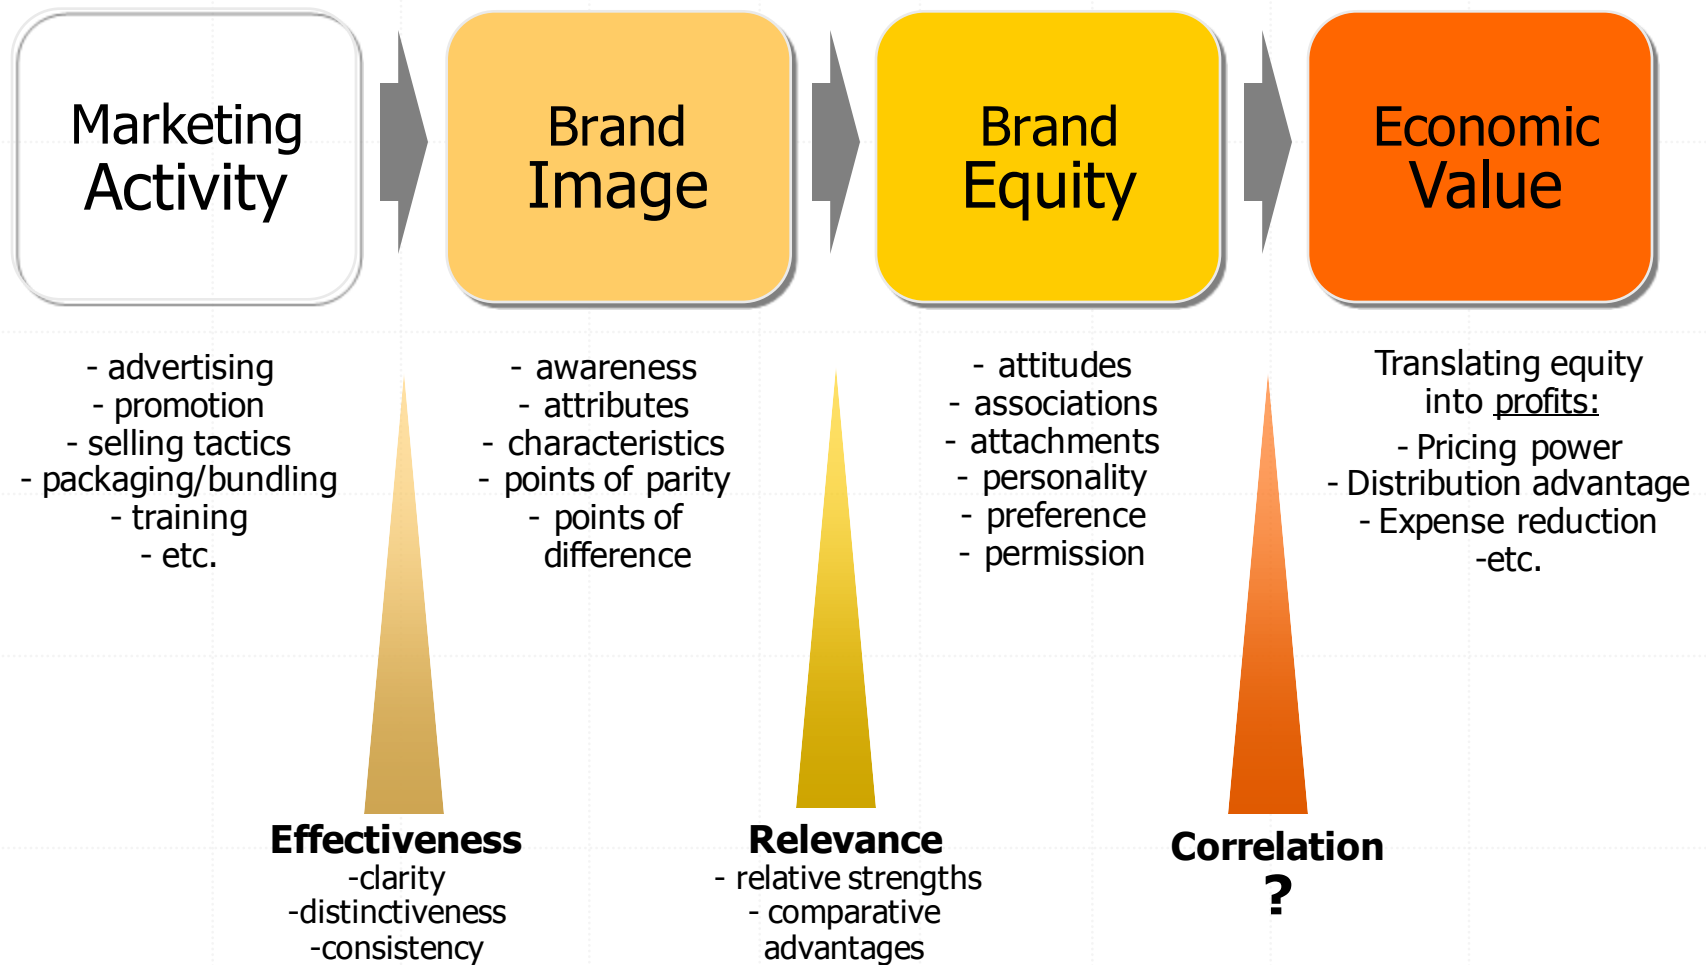 Marketing
Activity
Brand
Image
Brand
Equity
Economic
Value
- advertising
- promotion
- selling tactics
- packaging/bundling
- training
- etc.
- awareness
- attributes
- characteristics
- points of parity
- points of
difference
- attitudes
- associations
- attachments
- personality
- preference
- permission
Translating equity
into profits:
- Pricing power
- Distribution advantage
- Expense reduction
-etc.
Effectiveness
-clarity
-distinctiveness
-consistency
Relevance
- relative strengths
- comparative
advantages
Correlation
?